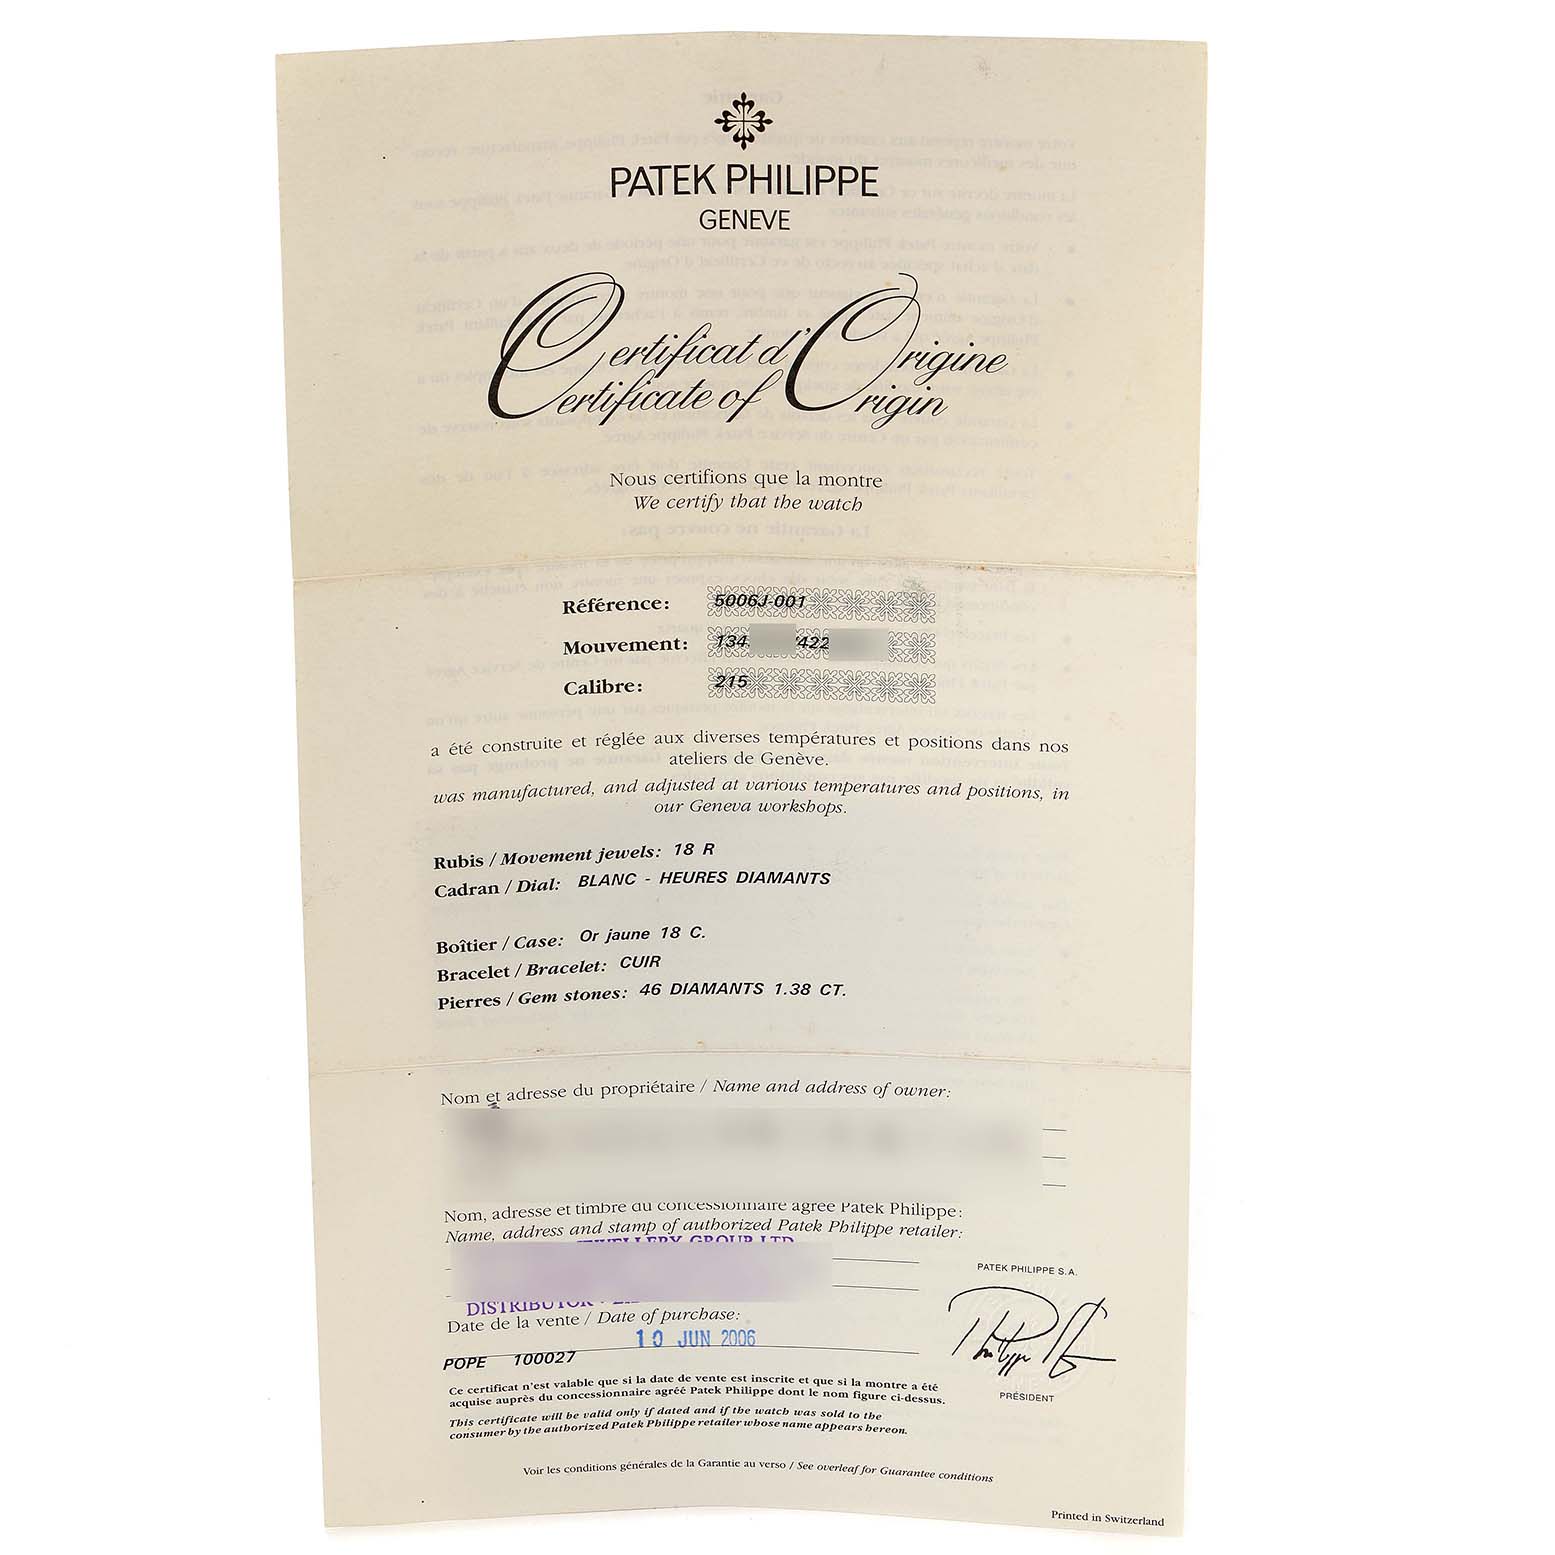 PATEK PHILIPPE
GENEVE
Certificat d'Origine
Certificate of Origin
Nous certifions que la montre
We certify that the watch
Référence: 5006J-001
Mouvement: 134 422
Calibre: 215
a été construite et réglée aux diverses températures et positions dans nos
ateliers de Genève.
was manufactured, and adjusted at various temperatures and positions, in
our Geneva workshops.
Rubis / Movement jewels: 18 R
Cadran / Dial: BLANC - HEURES DIAMANTS
Boîtier / Case: Or jaune 18 C.
Bracelet / Bracelet: CUIR
Pierres / Gem stones: 46 DIAMANTS 1.38 CT.
Nom et adresse du propriétaire / Name and address of owner:
Nom, adresse et timbre du concessionnaire agréé Patek Philippe:
Name, address and stamp of authorized Patek Philippe retailer:
JEWELLERY GROUP LTD
PATEK PHILIPPE S.A.
DISTRIBUTOR
Date de la vente / Date of purchase:
10 JUN 2006
POPE 100027
PRÉSIDENT
Ce certificat n'est valable que si la date de vente est inscrite et que si la montre a été
acquise auprès du concessionnaire agréé Patek Philippe dont le nom figure ci-dessus.
This certificate will be valid only if dated and if the watch was sold to the
consumer by the authorized Patek Philippe retailer whose name appears hereon.
Voir les conditions générales de la Garantie au verso / See overleaf for Guarantee conditions
Printed in Switzerland